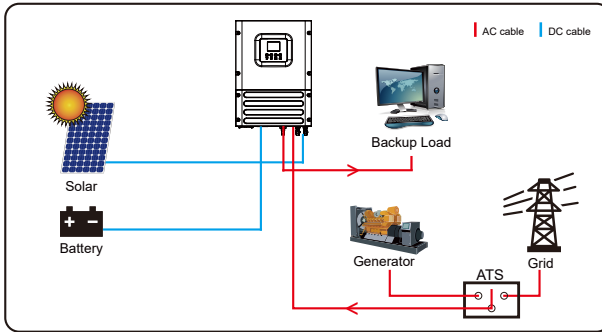 AC cable
DC cable
Backup Load
Solar
Battery
Generator
ATS
Grid